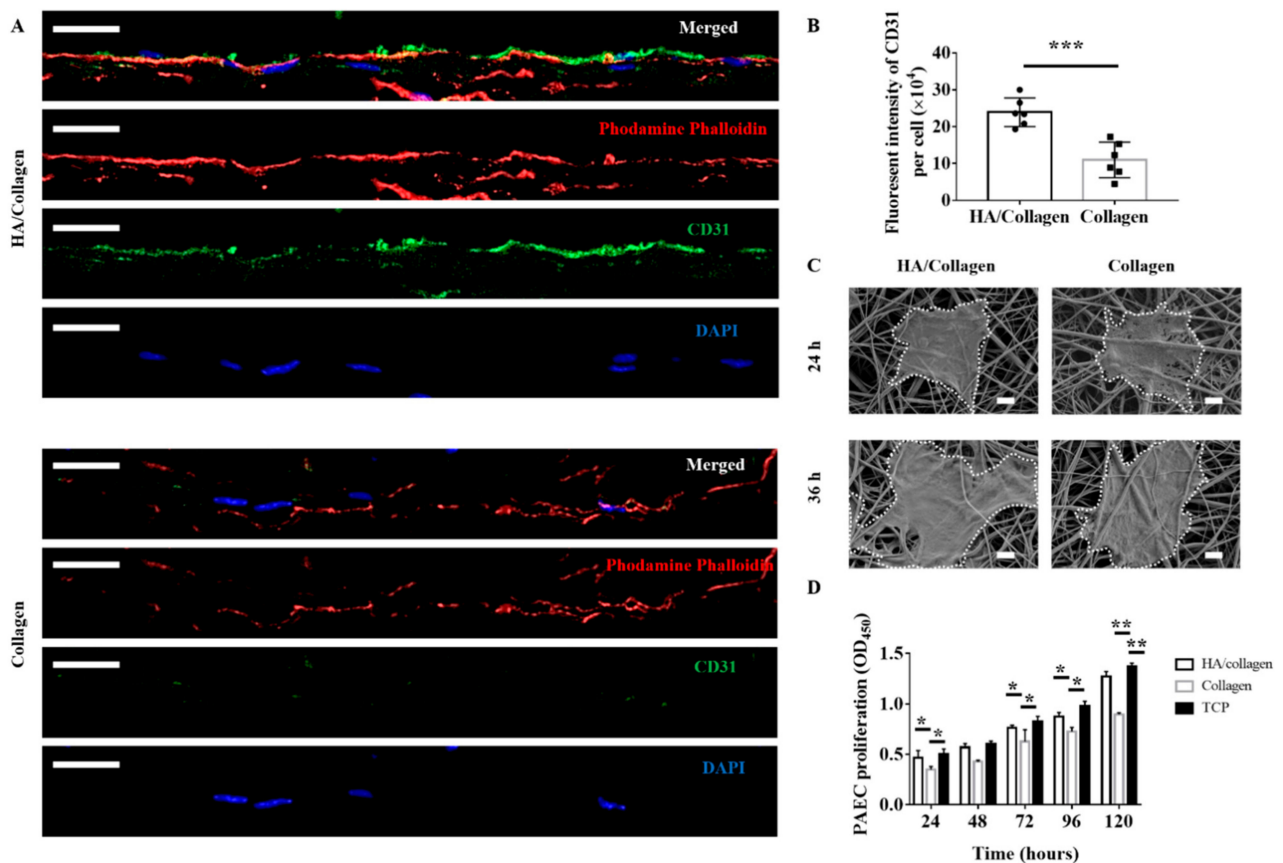 A
HA/Collagen
Merged
Phodamine Phalloidin
CD31
DAPI
Collagen
Merged
Phodamine Phalloidin
CD31
DAPI
B
Fluoresent intensity of CD31
per cell (×10⁴)
***
40
30
20
10
0
HA/Collagen Collagen
C
HA/Collagen Collagen
24 h
36 h
D
PAEC proliferation (OD₄₅₀)
1.5
1.0
0.5
0.0
* * * * * * ** **
HA/collagen
Collagen
TCP
24 48 72 96 120
Time (hours)